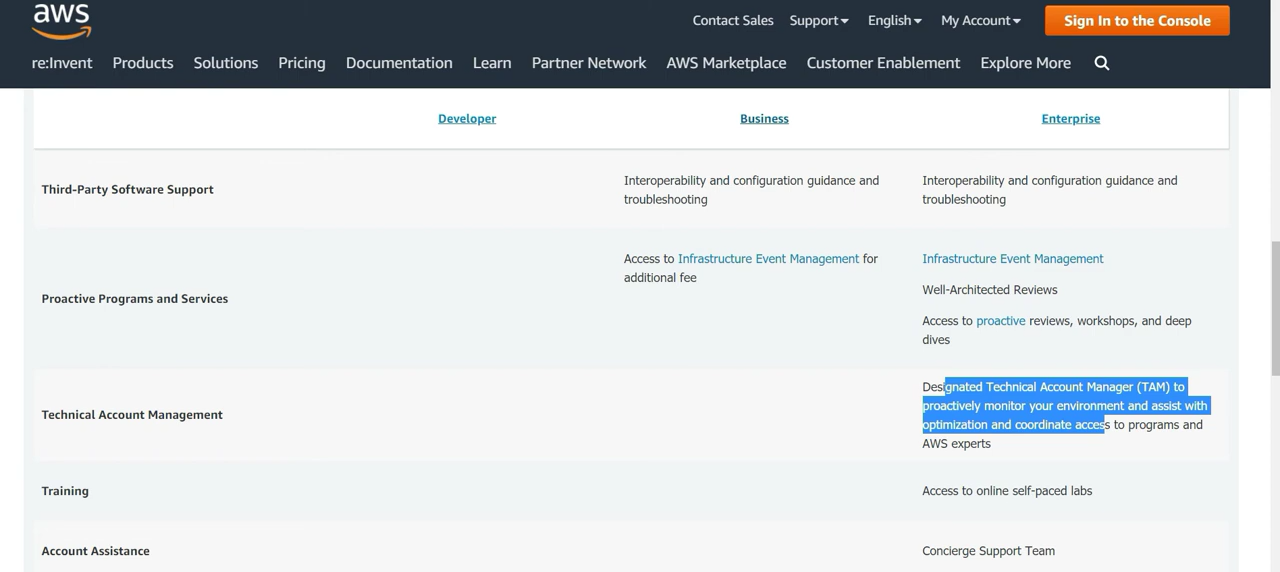 aws
Contact Sales Support English My Account Sign In to the Console
re:Invent Products Solutions Pricing Documentation Learn Partner Network AWS Marketplace Customer Enablement Explore More
Developer Business Enterprise
Third-Party Software Support
Interoperability and configuration guidance and
troubleshooting
Interoperability and configuration guidance and
troubleshooting
Proactive Programs and Services
Access to Infrastructure Event Management for
additional fee
Infrastructure Event Management
Well-Architected Reviews
Access to proactive reviews, workshops, and deep
dives
Technical Account Management
Designated Technical Account Manager (TAM) to
proactively monitor your environment and assist with
optimization and coordinate access to programs and
AWS experts
Training
Access to online self-paced labs
Account Assistance
Concierge Support Team